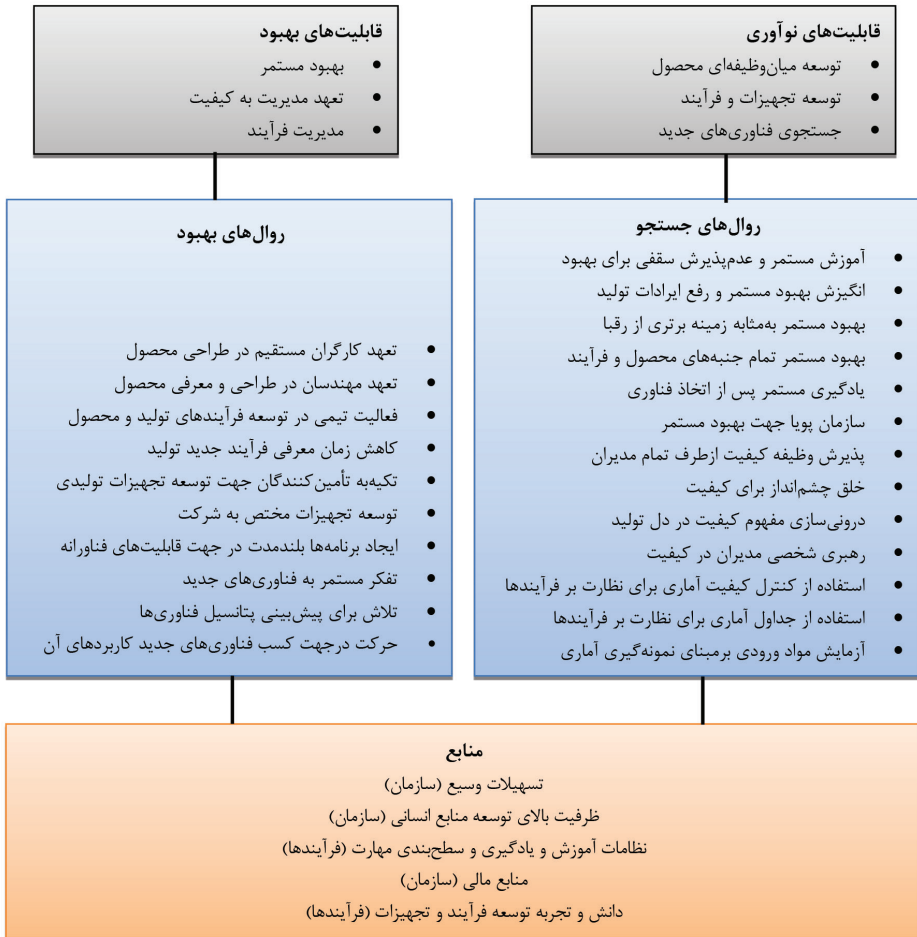 قابلیت‌های نوآوری
• توسعه میان‌وظیفه‌ای محصول
• توسعه تجهیزات و فرآیند
• جستجوی فناوری‌های جدید
قابلیت‌های بهبود
• بهبود مستمر
• تعهد مدیریت به کیفیت
• مدیریت فرآیند
روال‌های جستجو
• آموزش مستمر و عدم‌پذیرش سقفی برای بهبود
• انگیزش بهبود مستمر و رفع ایرادات تولید
• بهبود مستمر به‌مثابه زمینه برتری از رقبا
• بهبود مستمر تمام جنبه‌های محصول و فرآیند
• یادگیری مستمر پس از اتخاذ فناوری
• سازمان پویا جهت بهبود مستمر
• پذیرش وظیفه کیفیت ازطرف تمام مدیران
• خلق چشم‌انداز برای کیفیت
• درونی‌سازی مفهوم کیفیت در دل تولید
• رهبری شخصی مدیران در کیفیت
• استفاده از کنترل کیفیت آماری برای نظارت بر فرآیندها
• استفاده از جداول آماری برای نظارت بر فرآیندها
• آزمایش مواد ورودی برمبنای نمونه‌گیری آماری
روال‌های بهبود
• تعهد کارگران مستقیم در طراحی محصول
• تعهد مهندسان در طراحی و معرفی محصول
• فعالیت تیمی در توسعه فرآیندهای تولید و محصول
• کاهش زمان معرفی فرآیند جدید تولید
• تکیه‌به تأمین‌کنندگان جهت توسعه تجهیزات تولیدی
• توسعه تجهیزات مختص به شرکت
• ایجاد برنامه‌ها بلندمدت در جهت قابلیت‌های فناورانه
• تفکر مستمر به فناوری‌های جدید
• تلاش برای پیش‌بینی پتانسیل فناوری‌ها
• حرکت درجهت کسب فناوری‌های جدید کاربردهای آن
منابع
تسهیلات وسیع (سازمان)
ظرفیت بالای توسعه منابع انسانی (سازمان)
نظامات آموزش و یادگیری و سطح‌بندی مهارت (فرآیندها)
منابع مالی (سازمان)
دانش و تجربه توسعه فرآیند و تجهیزات (فرآیندها)